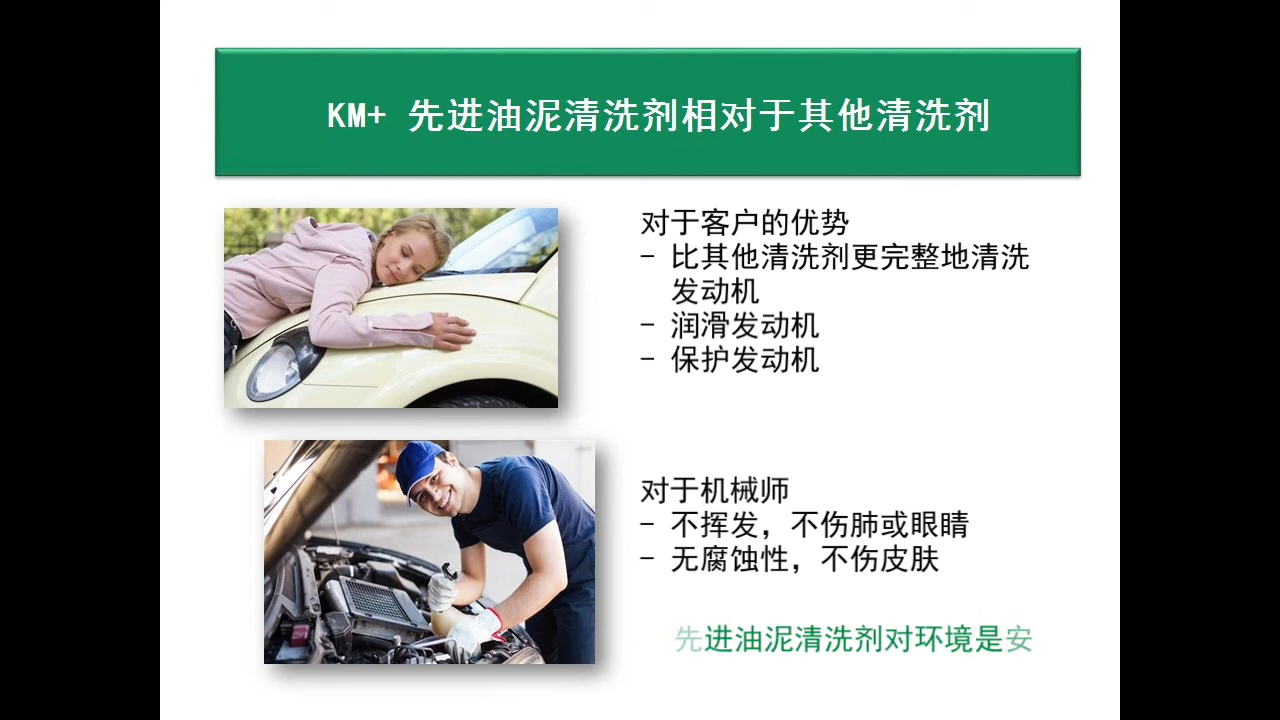 KM+ 先进油泥清洗剂相对于其他清洗剂
对于客户的优势
- 比其他清洗剂更完整地清洗
发动机
- 润滑发动机
- 保护发动机
对于机械师
- 不挥发，不伤肺或眼睛
- 无腐蚀性，不伤皮肤
先进油泥清洗剂对环境是安